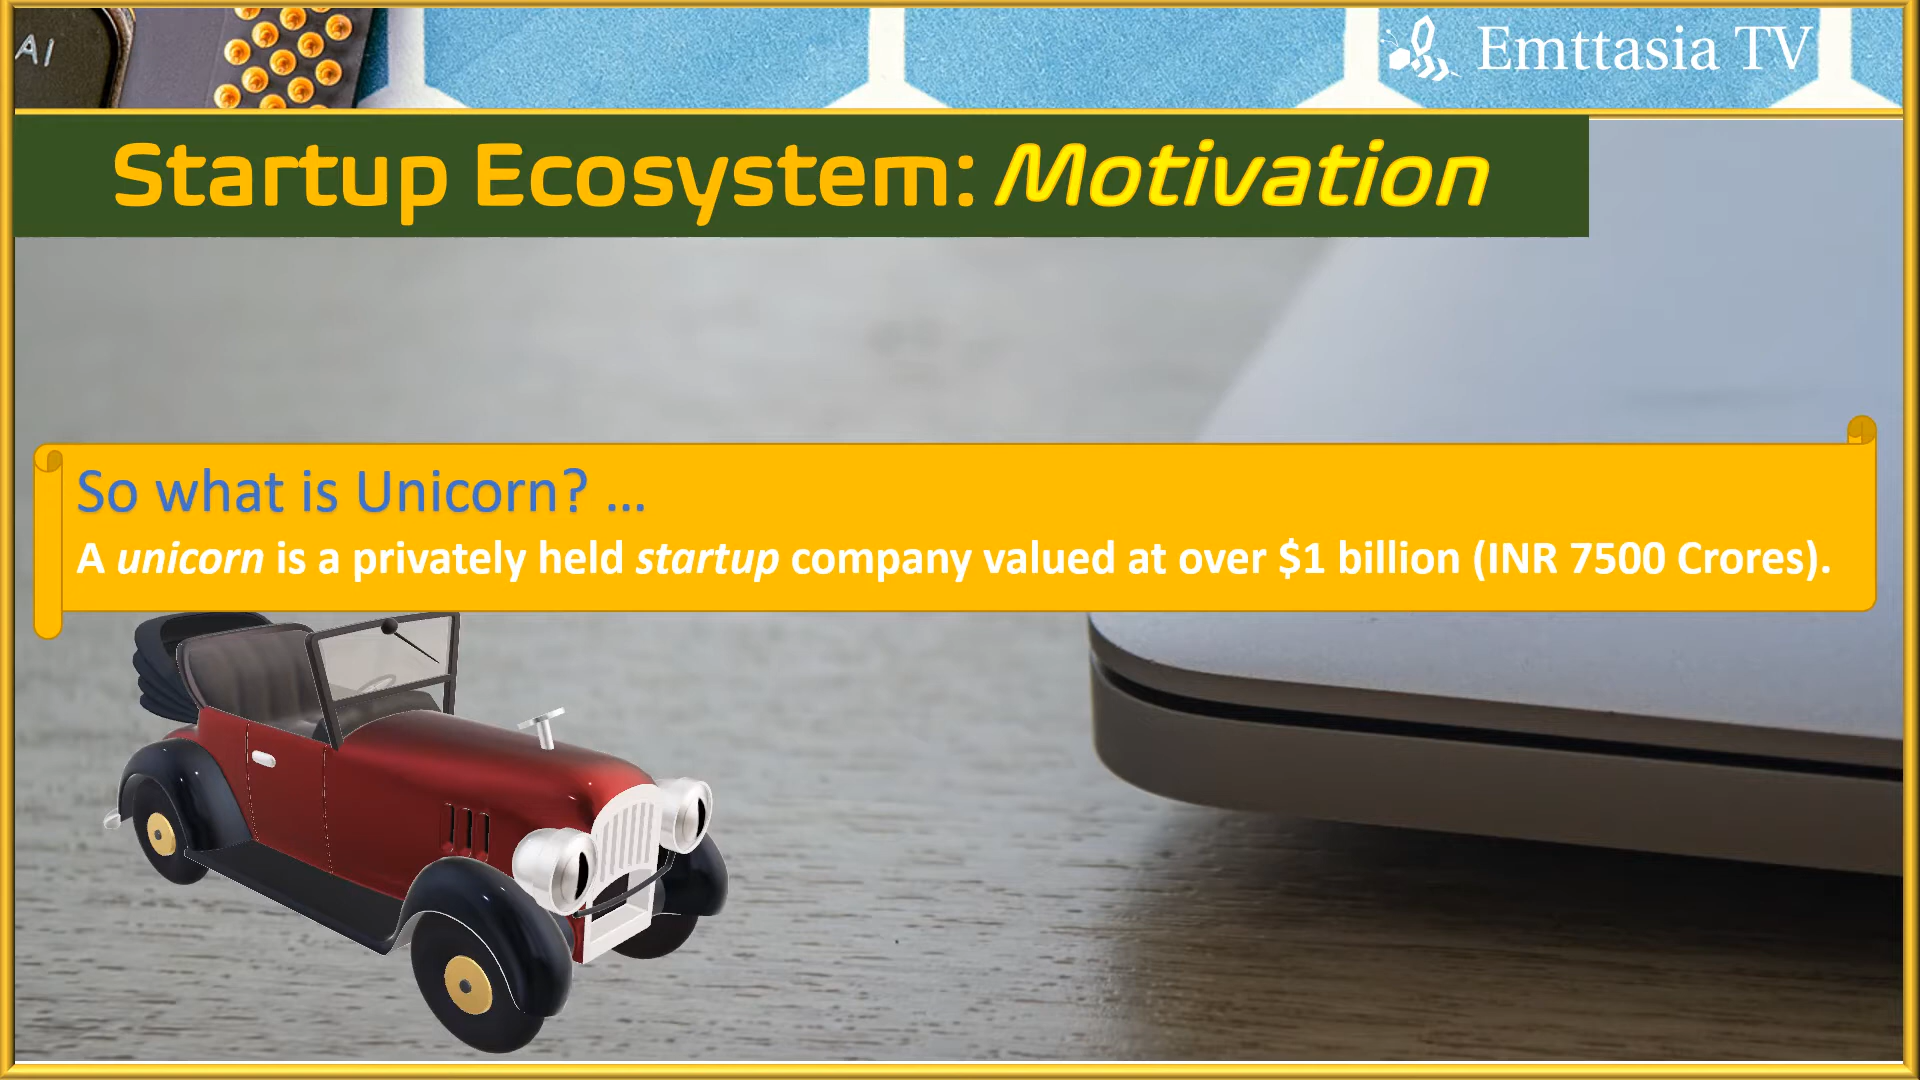 AI
Emttasia TV
Startup Ecosystem: Motivation
So what is Unicorn? ...
A unicorn is a privately held startup company valued at over $1 billion (INR 7500 Crores).